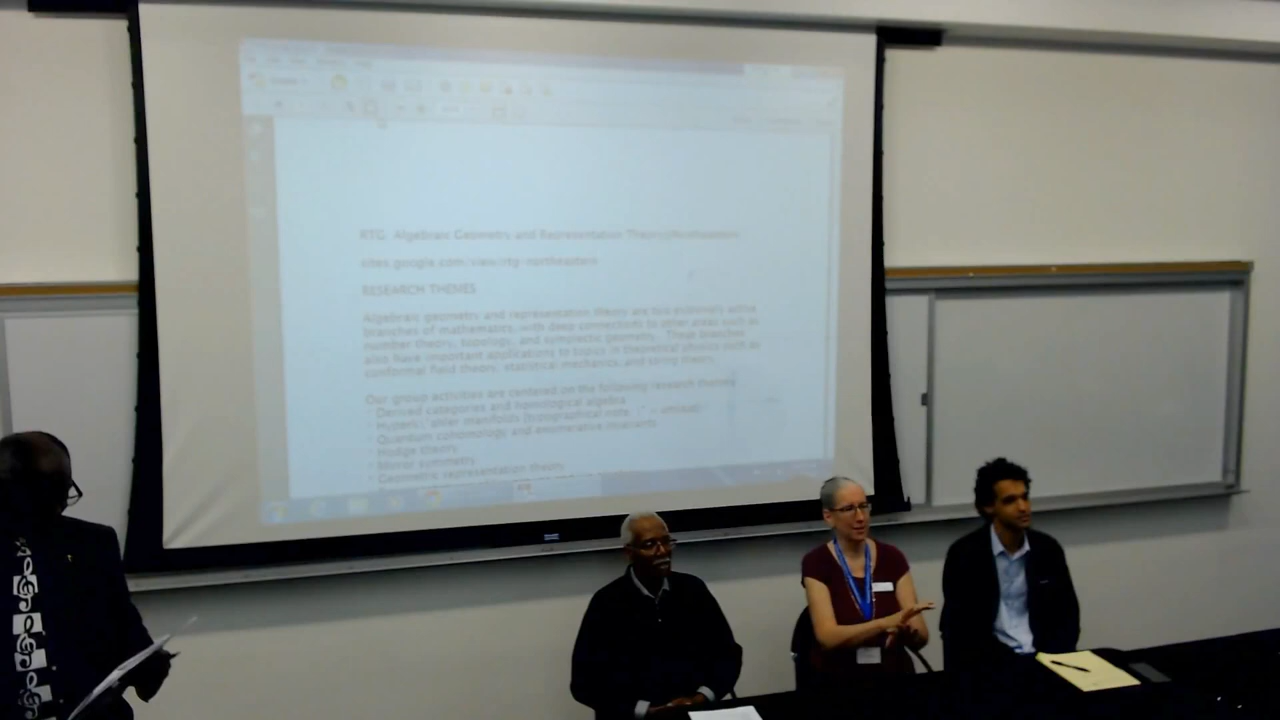 RTG: Algebraic Geometry and Representation Theory
sites.google.com/view/rtg-northeastern
RESEARCH THEMES
Algebraic geometry and representation theory are two extremely active
branches of mathematics, with deep connections to other areas such as
number theory, topology, and symplectic geometry. These branches
also have important applications to topics in theoretical physics such as
conformal field theory, statistical mechanics, and string theory.
Our group activities are centered on the following research themes
- Derived categories and homological algebra
manifolds (typographical note
- Quantum cohomology and enumerative invariants
- Hodge theory
- Mirror symmetry
- Geometric representation theory